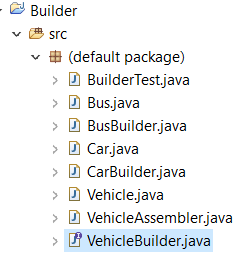 Builder
src
(default package)
BuilderTest.java
Bus.java
BusBuilder.java
Car.java
CarBuilder.java
Vehicle.java
VehicleAssembler.java
VehicleBuilder.java